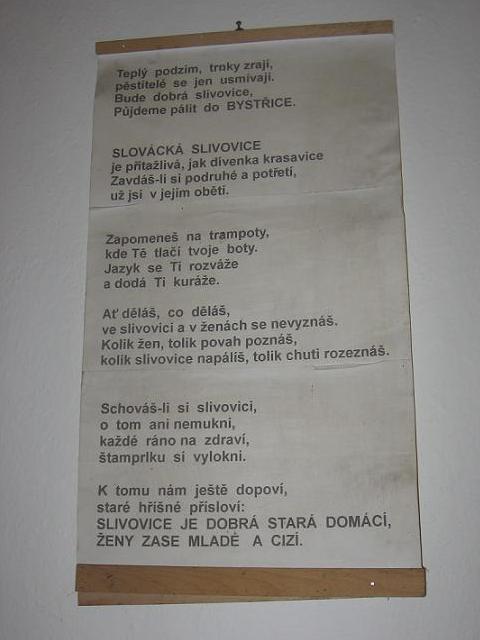 Teplý podzim, trnky zrají,
pěstitelé se jen usmívají.
Bude dobrá slivovice,
Půjdeme pálit do BYSTŘICE.
SLOVÁCKÁ SLIVOVICE
je přitažlivá, jak divenka krasavice
Zavdáš-li si podruhé a potřetí,
už jsi v jejím obětí.
Zapomeneš na trampoty,
kde Tě tlačí tvoje boty.
Jazyk se Ti rozváže
a dodá Ti kuráže.
Ať děláš, co děláš,
ve slivovici a v ženách se nevyznáš.
Kolik žen, tolik povah poznáš,
kolik slivovice napálíš, tolik chutí rozeznáš.
Schováš-li si slivovici,
o tom ani nemukni,
každé ráno na zdraví,
štamprlku si vylokni.
K tomu nám ještě dopoví,
staré hříšné přísloví:
SLIVOVICE JE DOBRÁ STARÁ DOMÁCÍ,
ŽENY ZASE MLADÉ A CIZÍ.